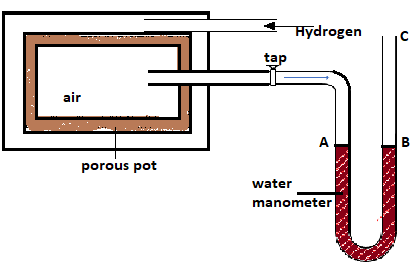 Hydrogen
C
tap
air
A
B
porous pot
water
manometer